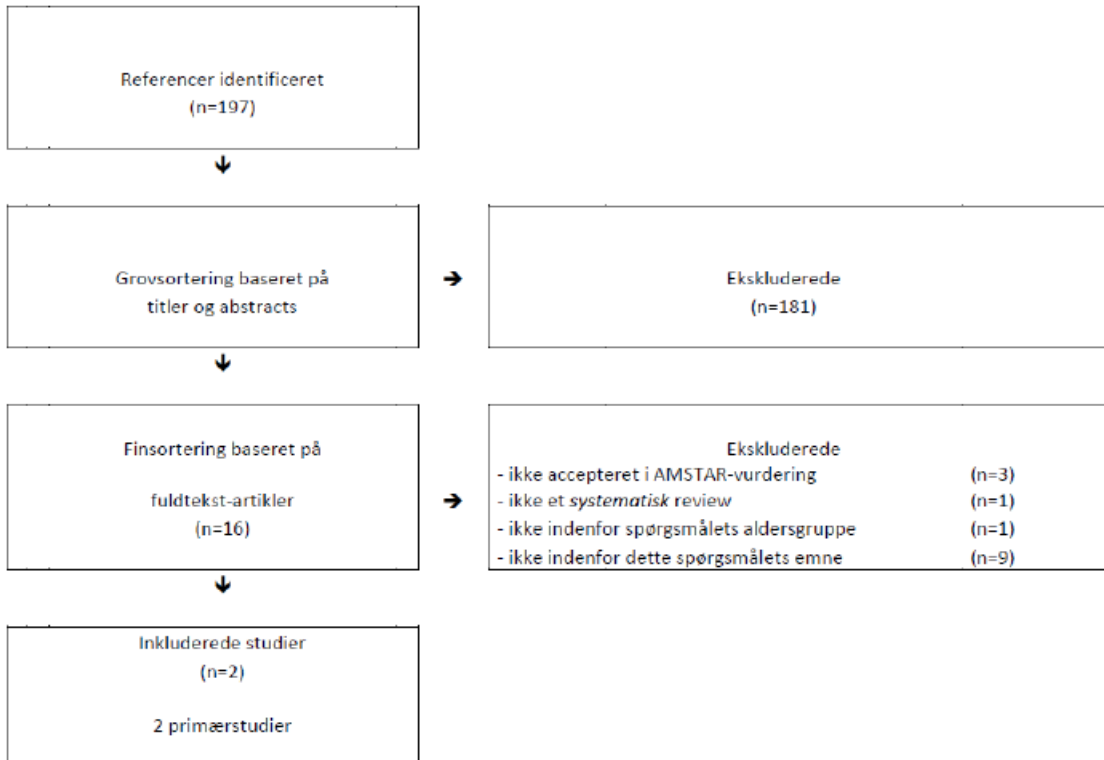 Referencer identificeret
(n=197)
🡓
Grovsortering baseret på
titler og abstracts
🡲
Ekskluderede
(n=181)
🡓
Finsortering baseret på
fuldtekst-artikler
(n=16)
🡲
Ekskluderede
- ikke accepteret i AMSTAR-vurdering (n=3)
- ikke et systematisk review (n=1)
- ikke indenfor spørgsmålets aldersgruppe (n=1)
- ikke indenfor dette spørgsmålets emne (n=9)
🡓
Inkluderede studier
(n=2)
2 primærstudier